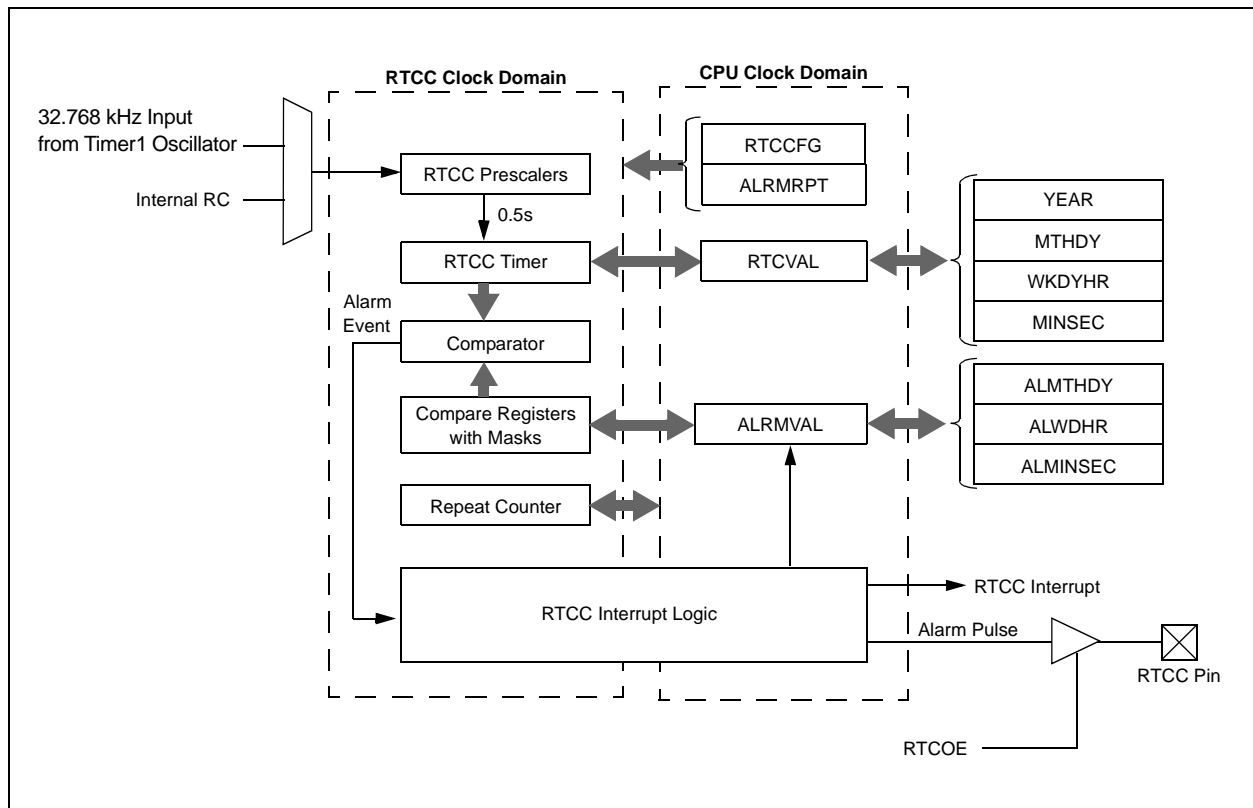 RTCC Clock Domain
CPU Clock Domain
32.768 kHz Input
from Timer1 Oscillator
Internal RC
RTCC Prescalers
0.5s
RTCC Timer
Alarm
Event
Comparator
Compare Registers
with Masks
Repeat Counter
RTCC Interrupt Logic
RTCCFG
ALRMRPT
RTCVAL
ALRMVAL
YEAR
MTHDY
WKDYHR
MINSEC
ALMTHDY
ALWDHR
ALMINSEC
RTCC Interrupt
Alarm Pulse
RTCC Pin
RTCOE